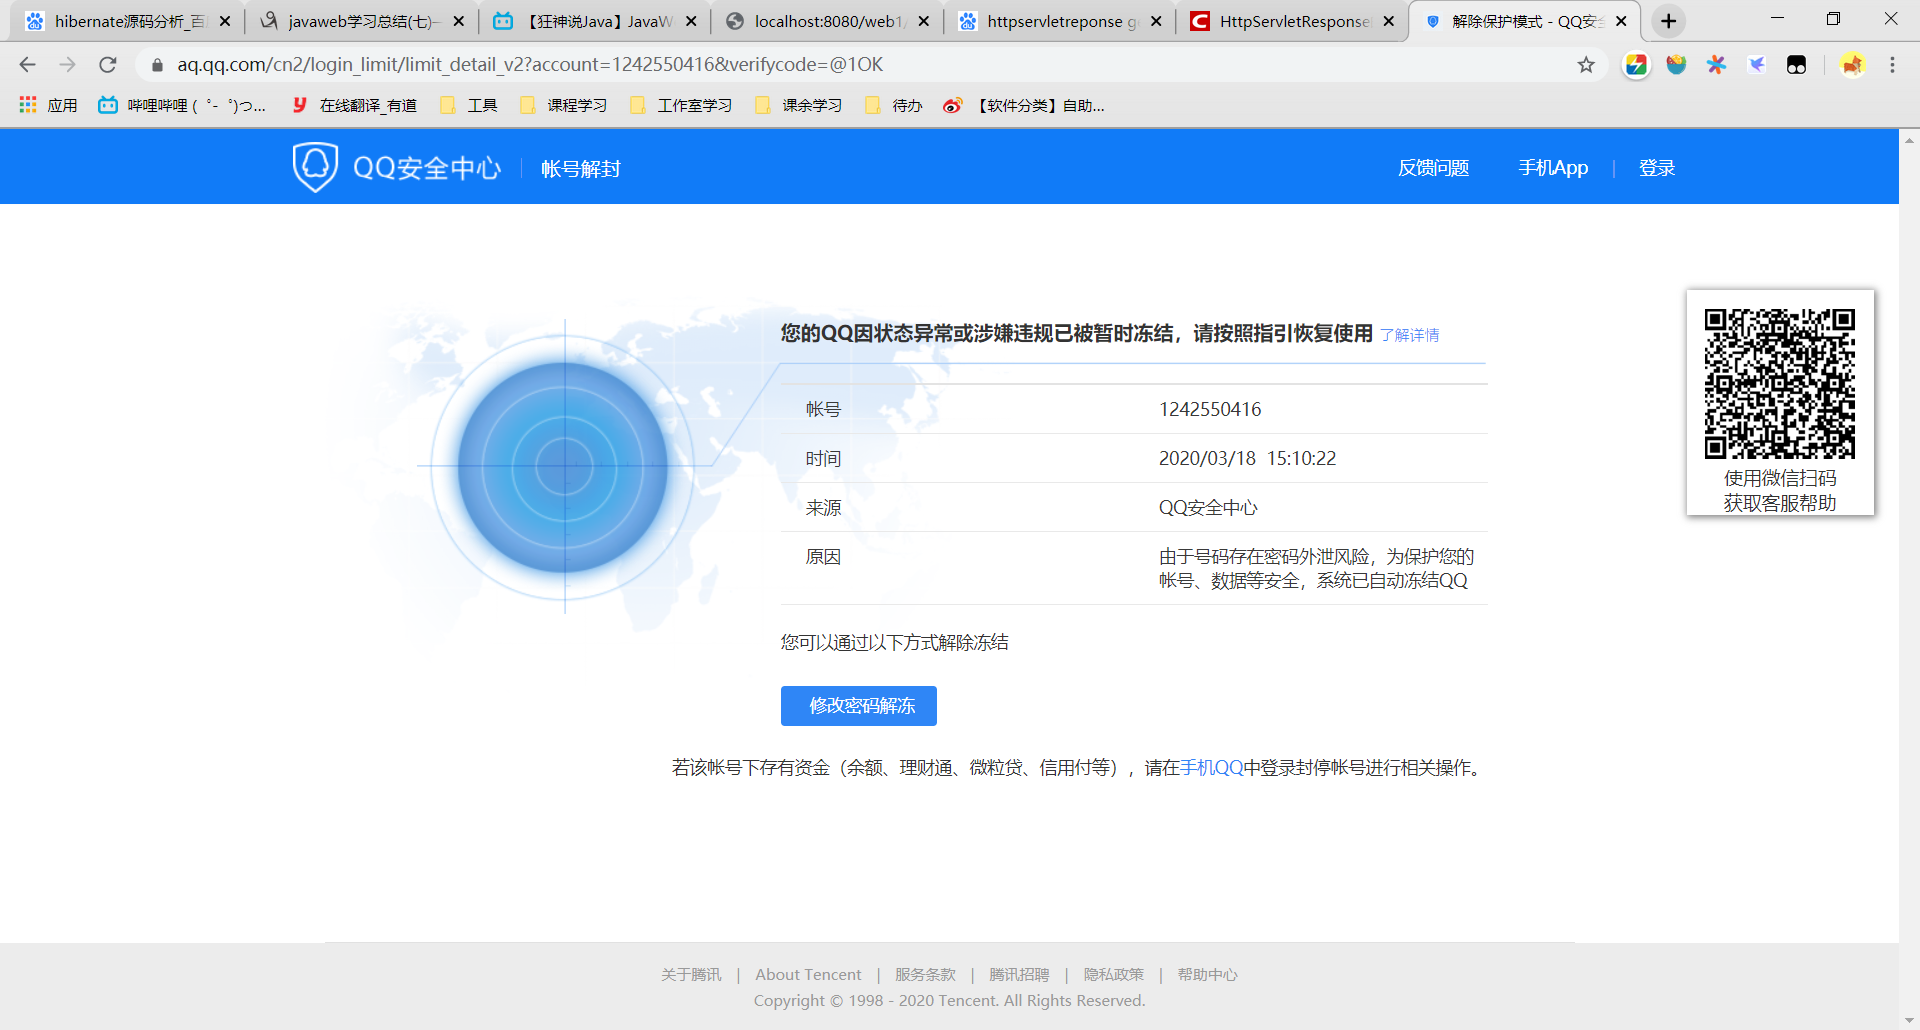 hibernate源码分析_百
javaweb学习总结(七)—
【狂神说Java】JavaW
localhost:8080/web1/
httpservletreponse g
HttpServletResponse
解除保护模式 - QQ安全
aq.qq.com/cn2/login_limit/limit_detail_v2?account=1242550416&verifycode=@1OK
应用
哔哩哔哩 ( ゜- ゜)つ...
在线翻译_有道
工具
课程学习
工作室学习
课余学习
待办
【软件分类】自助...
QQ安全中心
帐号解封
反馈问题
手机App
登录
您的QQ因状态异常或涉嫌违规已被暂时冻结，请按照指引恢复使用 了解详情
帐号 1242550416
时间 2020/03/18 15:10:22
来源 QQ安全中心
原因 由于号码存在密码外泄风险，为保护您的
帐号、数据等安全，系统已自动冻结QQ
使用微信扫码
获取客服帮助
您可以通过以下方式解除冻结
修改密码解冻
若该帐号下存有资金（余额、理财通、微粒贷、信用付等），请在手机QQ中登录封停帐号进行相关操作。
关于腾讯 | About Tencent | 服务条款 | 腾讯招聘 | 隐私政策 | 帮助中心
Copyright © 1998 - 2020 Tencent. All Rights Reserved.